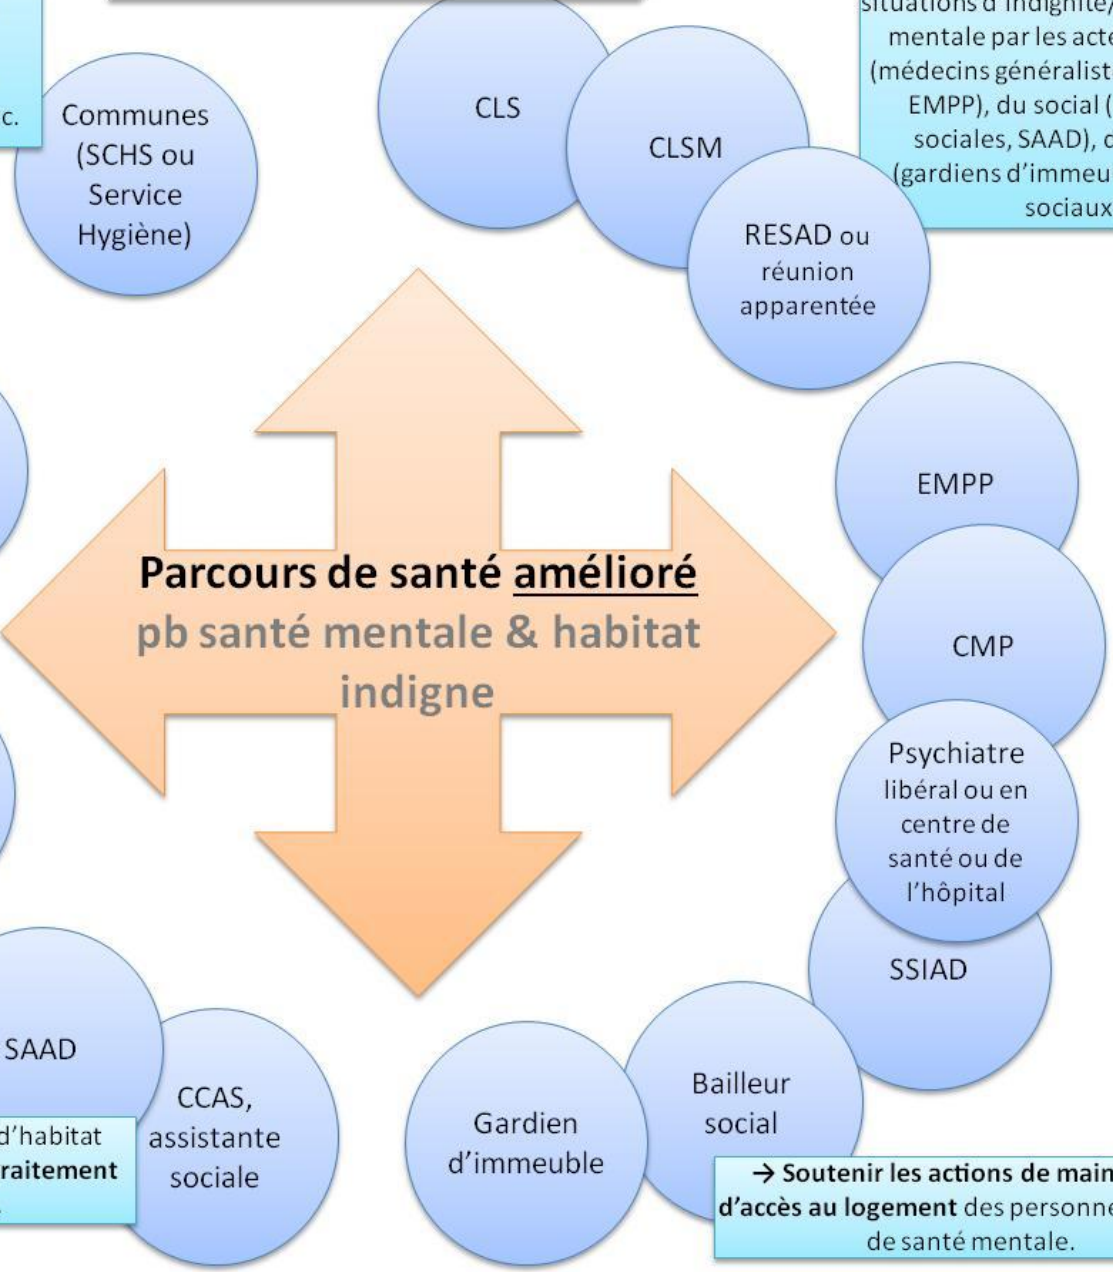 situations d'indignité/
mentale par les acte
(médecins généralist
EMPP), du social (
sociales, SAAD), d
(gardiens d'immeu
sociaux
c.
Communes
(SCHS ou
Service
Hygiène)
CLS
CLSM
RESAD ou
réunion
apparentée
EMPP
CMP
Psychiatre
libéral ou en
centre de
santé ou de
l'hôpital
SSIAD
Parcours de santé amélioré
pb santé mentale & habitat
indigne
SAAD
CCAS,
assistante
sociale
d'habitat
raitement
Gardien
d'immeuble
Bailleur
social
→ Soutenir les actions de main
d'accès au logement des personne
de santé mentale.